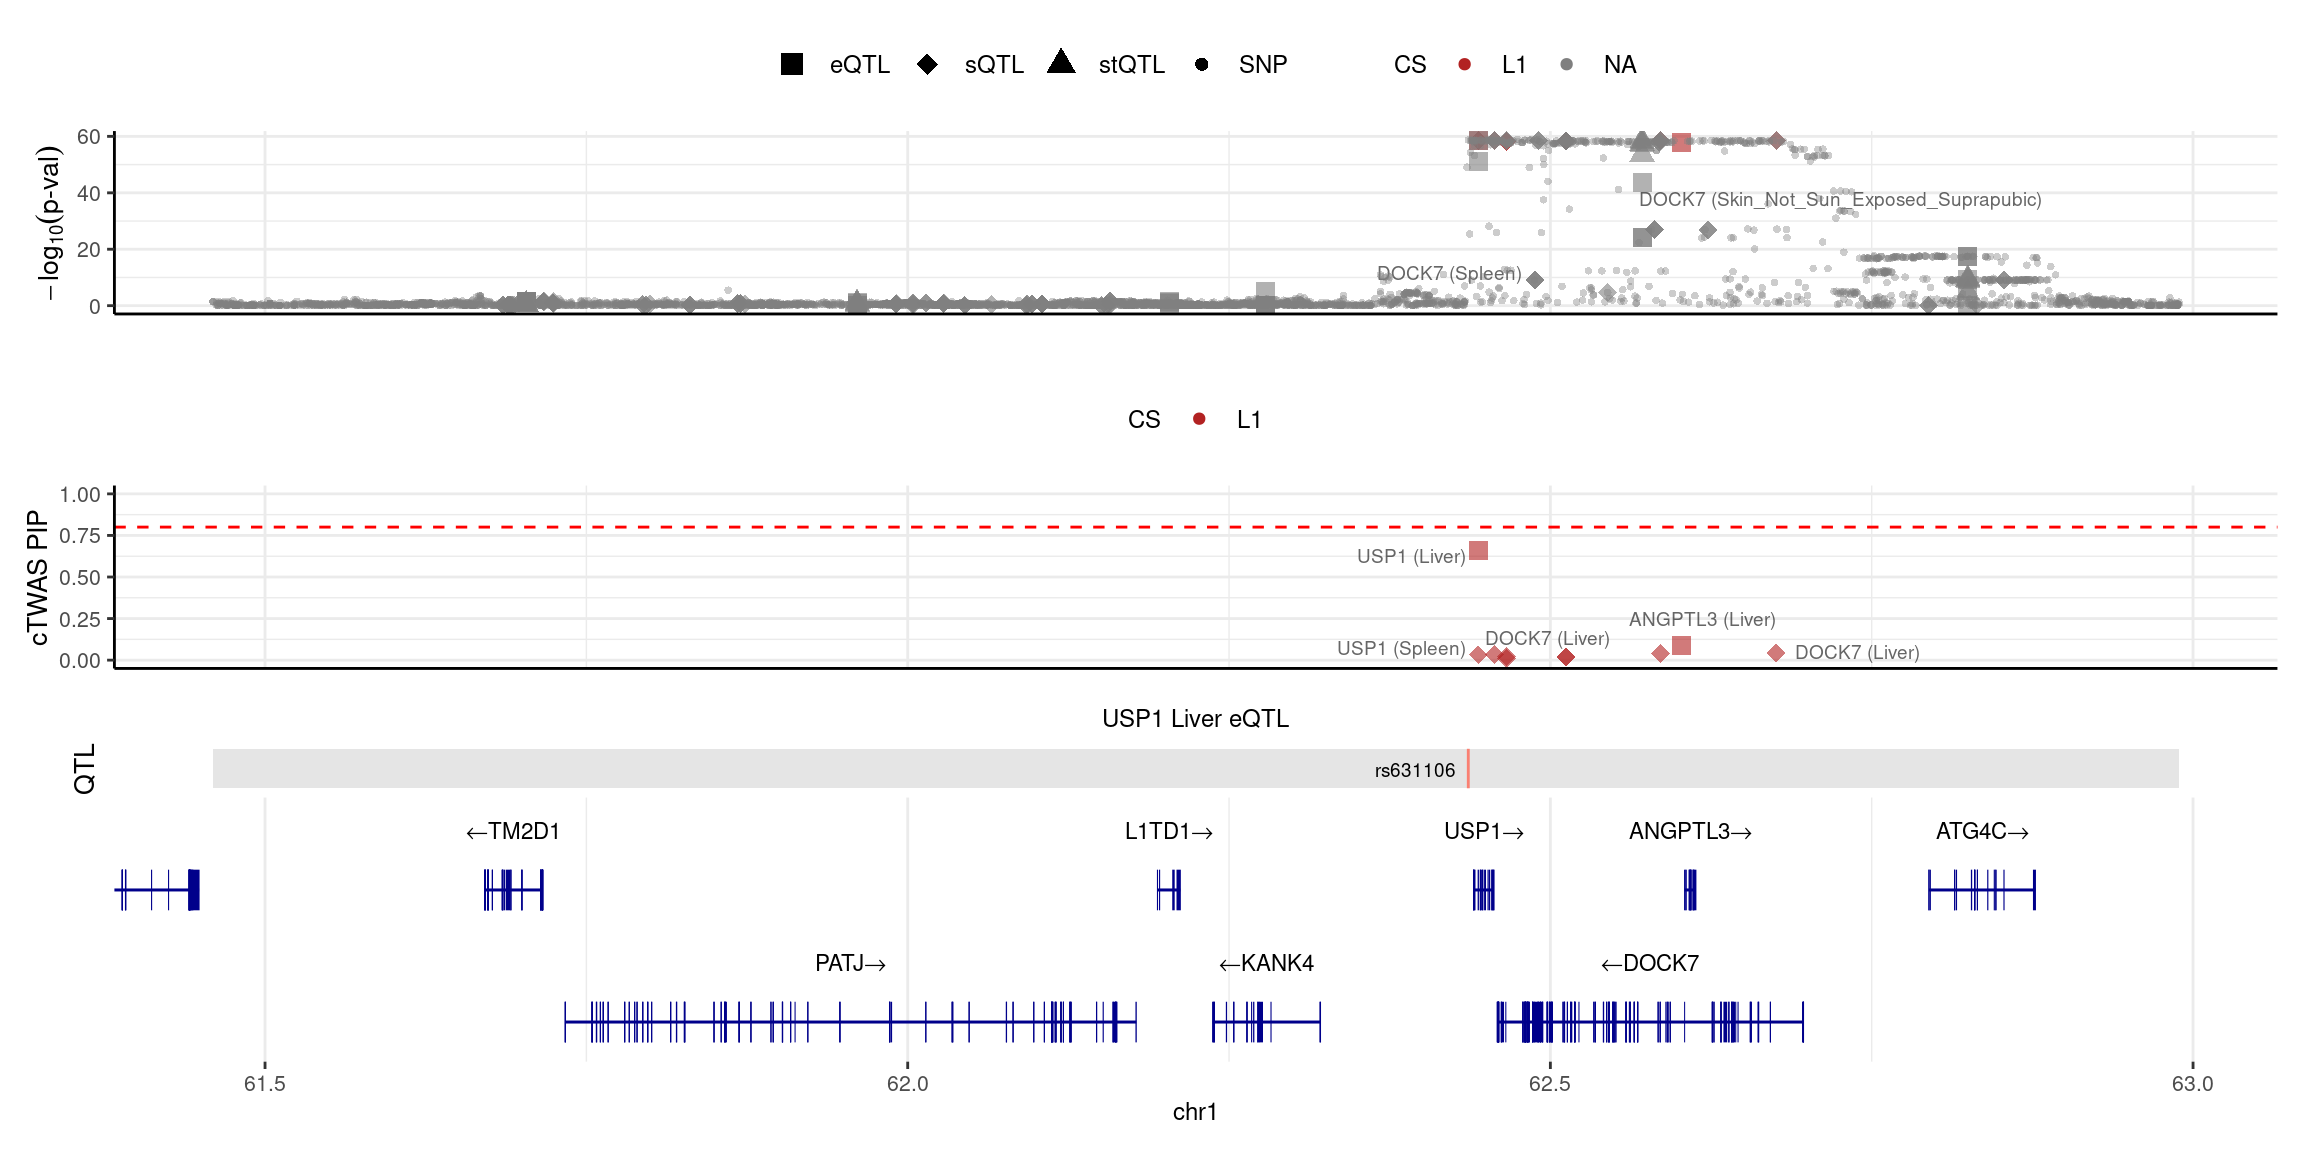 eQTL sQTL stQTL SNP CS L1 NA
−log10(p-val)
60
40
20
0
DOCK7 (Skin_Not_Sun_Exposed_Suprapubic)
DOCK7 (Spleen)
CS L1
cTWAS PIP
1.00
0.75
0.50
0.25
0.00
USP1 (Liver)
ANGPTL3 (Liver)
DOCK7 (Liver)
USP1 (Spleen)
DOCK7 (Liver)
USP1 Liver eQTL
QTL
rs631106
←TM2D1 L1TD1→ USP1→ ANGPTL3→ ATG4C→
PATJ→ ←KANK4 ←DOCK7
61.5 62.0 62.5 63.0
chr1